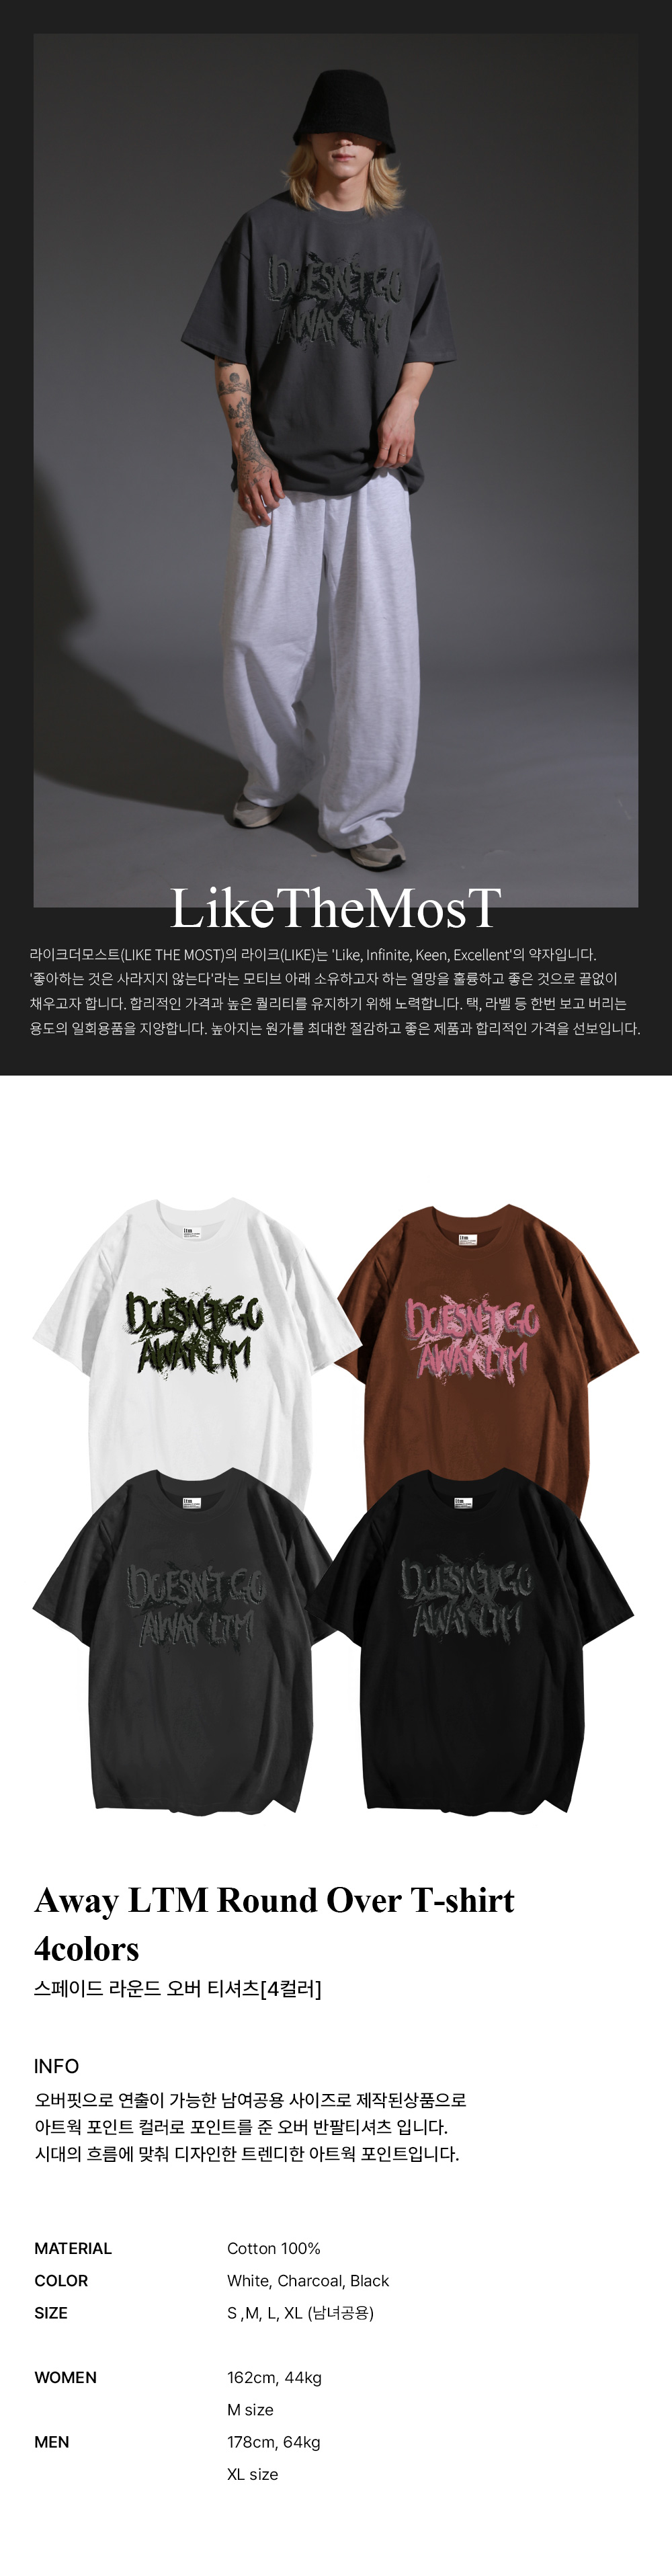 DOESN'T GO
AWAY LTM
LikeTheMosT
라이크더모스트(LIKE THE MOST)의 라이크(LIKE)는 'Like, Infinite, Keen, Excellent'의 약자입니다.
'좋아하는 것은 사라지지 않는다'라는 모티브 아래 소유하고자 하는 열망을 훌륭하고 좋은 것으로 끝없이
채우고자 합니다. 합리적인 가격과 높은 퀄리티를 유지하기 위해 노력합니다. 택, 라벨 등 한번 보고 버리는
용도의 일회용품을 지양합니다. 높아지는 원가를 최대한 절감하고 좋은 제품과 합리적인 가격을 선보입니다.
ltm
ltm
DOESN'T GO
AWAY LTM
DOESN'T GO
AWAY LTM
ltm
ltm
DOESN'T GO
AWAY LTM
DOESN'T GO
AWAY LTM
Away LTM Round Over T-shirt
4colors
스페이드 라운드 오버 티셔츠[4컬러]
INFO
오버핏으로 연출이 가능한 남여공용 사이즈로 제작된상품으로
아트웍 포인트 컬러로 포인트를 준 오버 반팔티셔츠 입니다.
시대의 흐름에 맞춰 디자인한 트렌디한 아트웍 포인트입니다.
MATERIAL Cotton 100%
COLOR White, Charcoal, Black
SIZE S ,M, L, XL (남녀공용)
WOMEN 162cm, 44kg
M size
MEN 178cm, 64kg
XL size